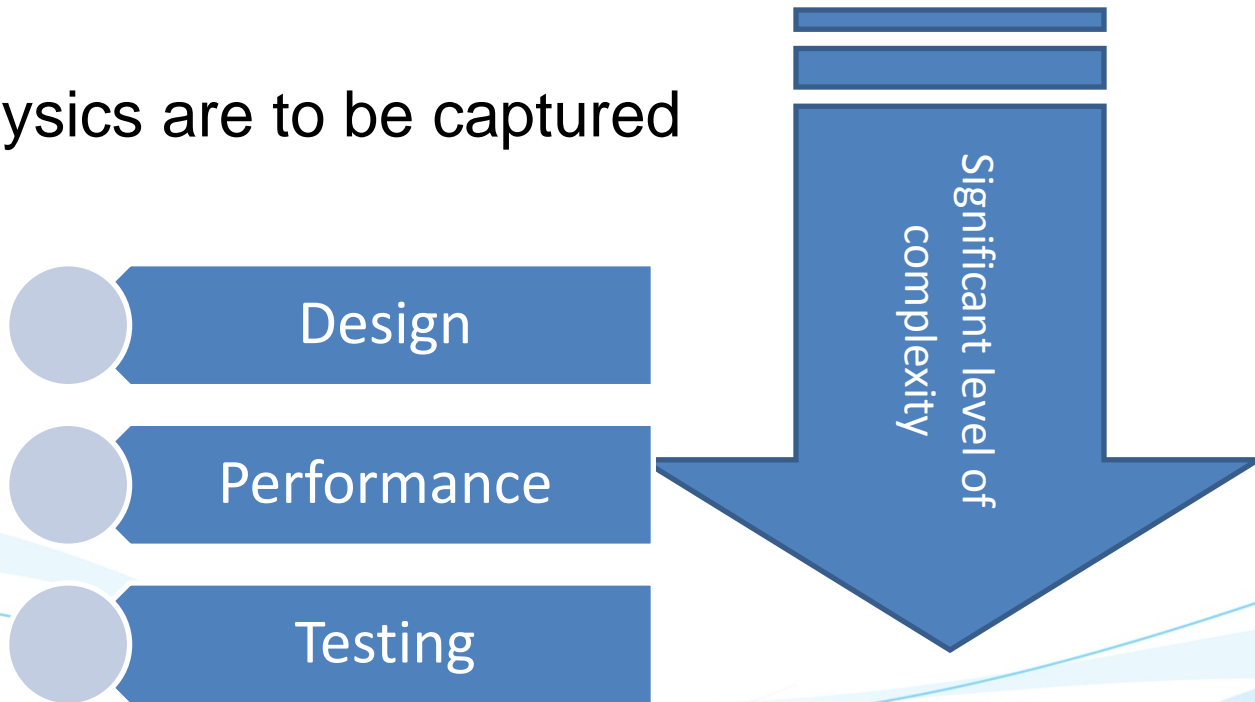 ysics are to be captured
Design
Performance
Testing
Significant level of
complexity